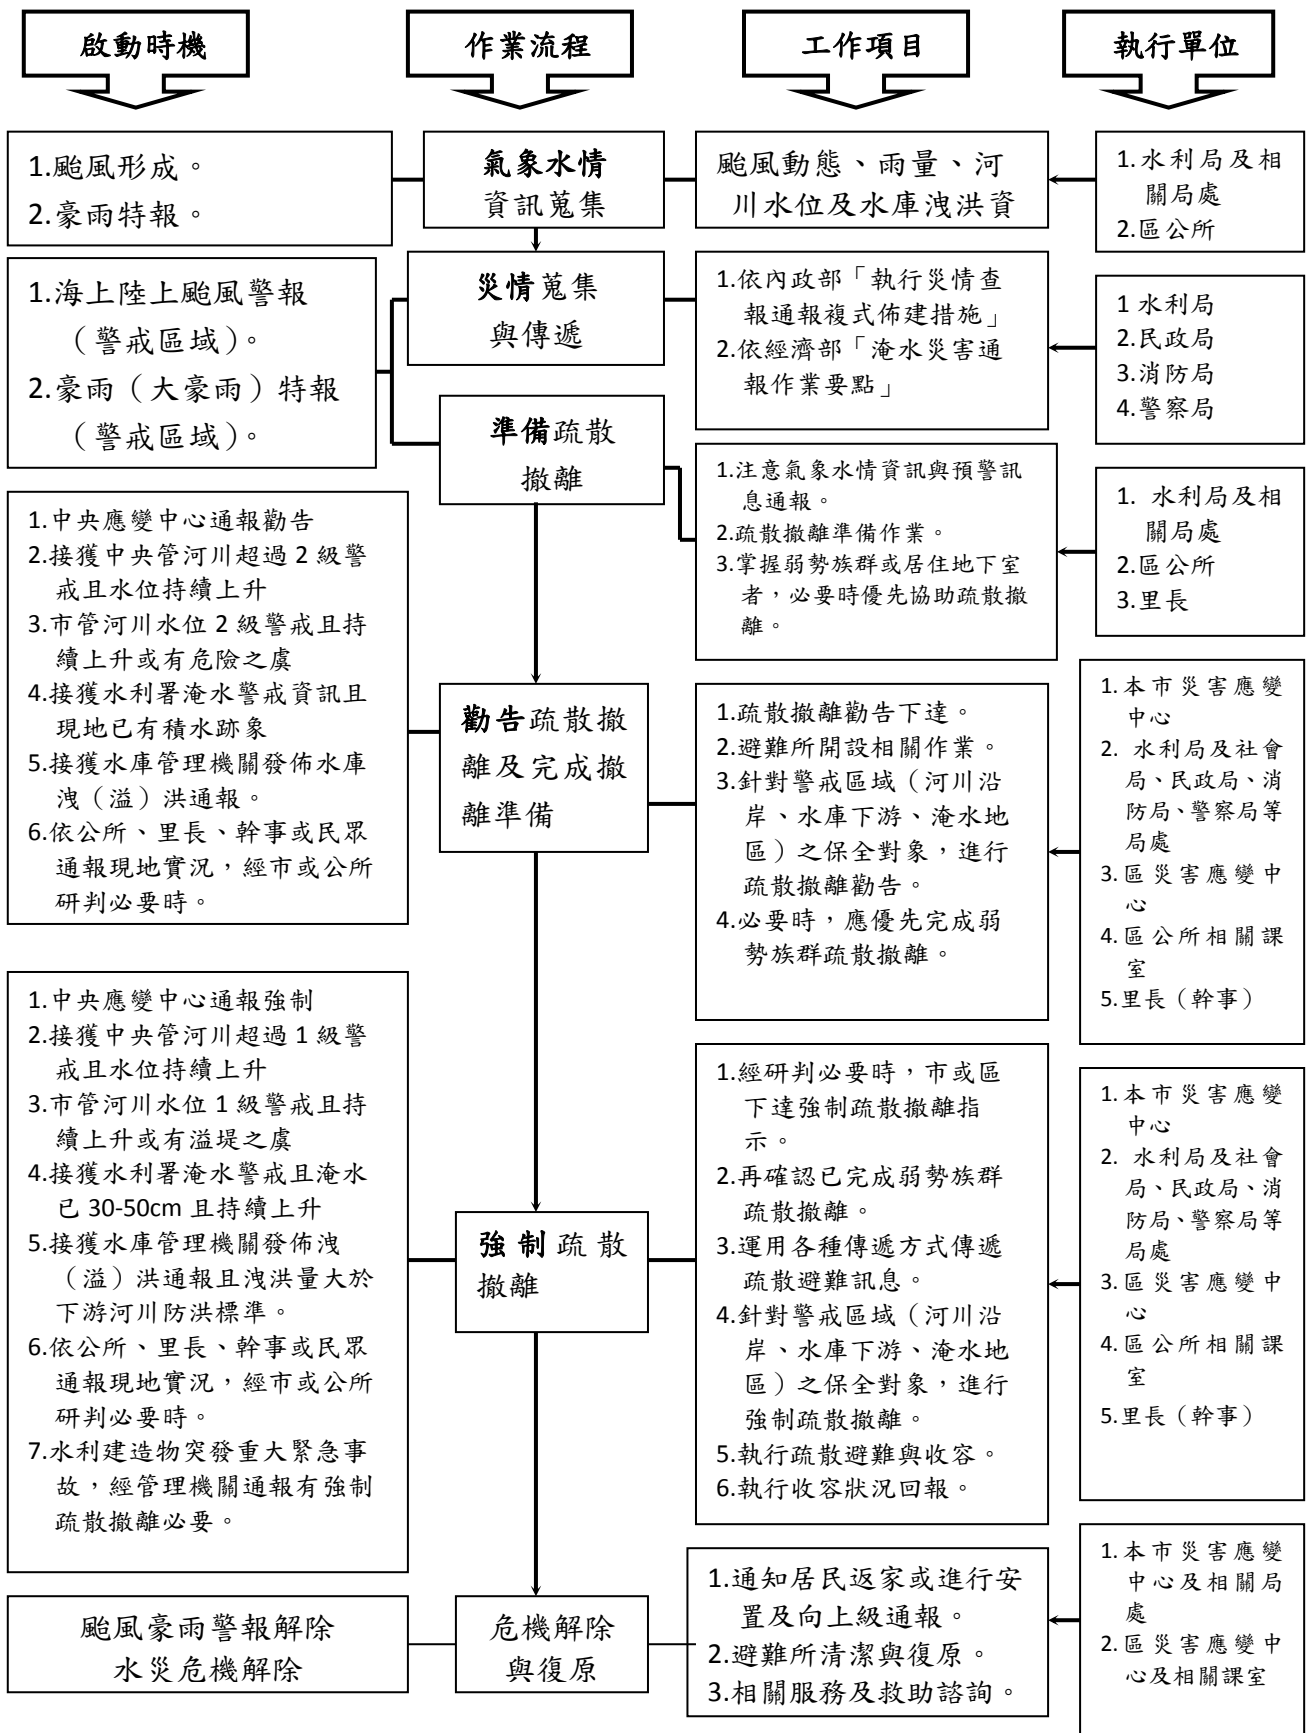 啟動時機
作業流程
工作項目
執行單位
1.颱風形成。
2.豪雨特報。
氣象水情
資訊蒐集
颱風動態、雨量、河
川水位及水庫洩洪資
1.水利局及相
關局處
2.區公所
1.海上陸上颱風警報
（警戒區域）。
2.豪雨（大豪雨）特報
（警戒區域）。
災情蒐集
與傳遞
1.依內政部「執行災情查
報通報複式佈建措施」
2.依經濟部「淹水災害通
報作業要點」
1 水利局
2.民政局
3.消防局
4.警察局
準備疏散
撤離
1.注意氣象水情資訊與預警訊
息通報。
2.疏散撤離準備作業。
3.掌握弱勢族群或居住地下室
者，必要時優先協助疏散撤
離。
1. 水利局及相
關局處
2.區公所
3.里長
1.中央應變中心通報勸告
2.接獲中央管河川超過 2 級警
戒且水位持續上升
3.市管河川水位 2 級警戒且持
續上升或有危險之虞
4.接獲水利署淹水警戒資訊且
現地已有積水跡象
5.接獲水庫管理機關發佈水庫
洩（溢）洪通報。
6.依公所、里長、幹事或民眾
通報現地實況，經市或公所
研判必要時。
勸告疏散撤
離及完成撤
離準備
1.疏散撤離勸告下達。
2.避難所開設相關作業。
3.針對警戒區域（河川沿
岸、水庫下游、淹水地
區）之保全對象，進行
疏散撤離勸告。
4.必要時，應優先完成弱
勢族群疏散撤離。
1.本市災害應變
中心
2. 水利局及社會
局、民政局、消
防局、警察局等
局處
3.區災害應變中
心
4.區公所相關課
室
5.里長（幹事）
1.中央應變中心通報強制
2.接獲中央管河川超過 1 級警
戒且水位持續上升
3.市管河川水位 1 級警戒且持
續上升或有溢堤之虞
4.接獲水利署淹水警戒且淹水
已 30-50cm 且持續上升
5.接獲水庫管理機關發佈洩
（溢）洪通報且洩洪量大於
下游河川防洪標準。
6.依公所、里長、幹事或民眾
通報現地實況，經市或公所
研判必要時。
7.水利建造物突發重大緊急事
故，經管理機關通報有強制
疏散撤離必要。
強制疏散
撤離
1.經研判必要時，市或區
下達強制疏散撤離指
示。
2.再確認已完成弱勢族群
疏散撤離。
3.運用各種傳遞方式傳遞
疏散避難訊息。
4.針對警戒區域（河川沿
岸、水庫下游、淹水地
區）之保全對象，進行
強制疏散撤離。
5.執行疏散避難與收容。
6.執行收容狀況回報。
1.本市災害應變
中心
2. 水利局及社會
局、民政局、消
防局、警察局等
局處
3.區災害應變中
心
4.區公所相關課
室
5.里長（幹事）
颱風豪雨警報解除
水災危機解除
危機解除
與復原
1.通知居民返家或進行安
置及向上級通報。
2.避難所清潔與復原。
3.相關服務及救助諮詢。
1.本市災害應變
中心及相關局
處
2.區災害應變中
心及相關課室